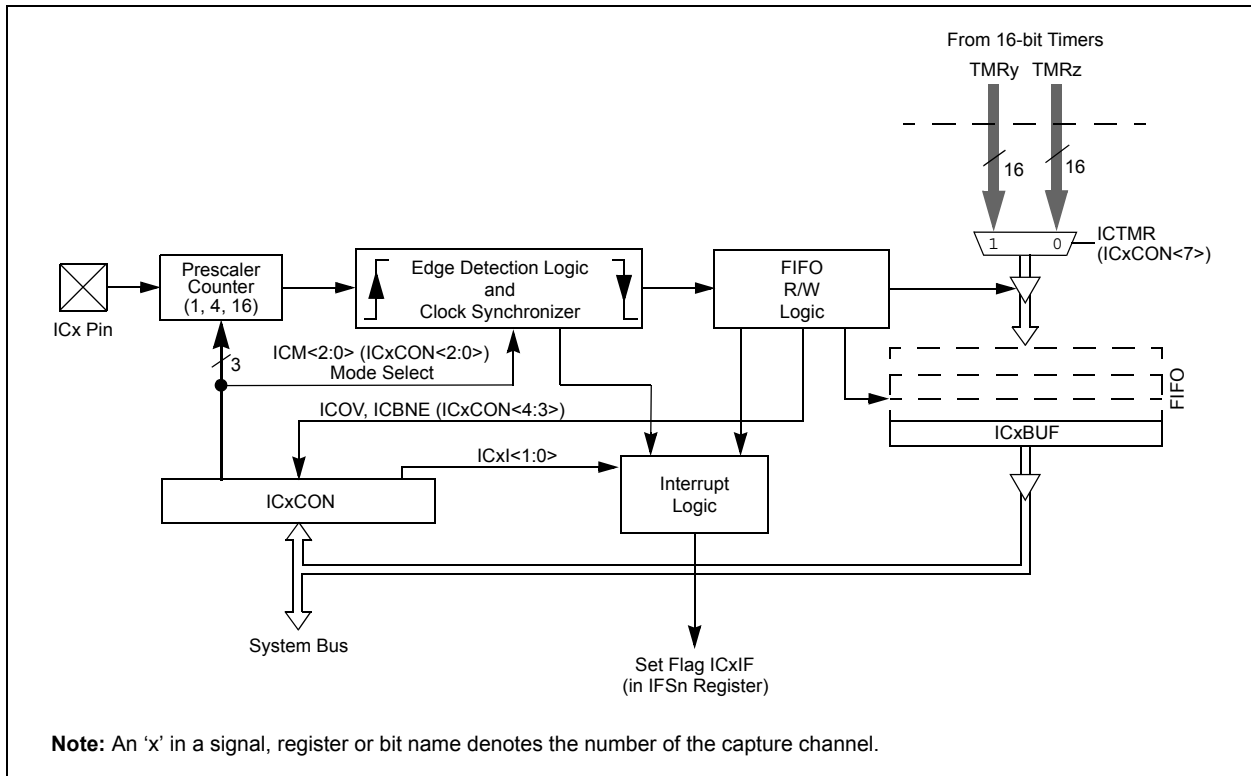 From 16-bit Timers
TMRy TMRz
16 16
1 0
ICTMR
(ICxCON<7>)
Prescaler
Counter
(1, 4, 16)
Edge Detection Logic
and
Clock Synchronizer
FIFO
R/W
Logic
ICx Pin
3
ICM<2:0> (ICxCON<2:0>)
Mode Select
FIFO
ICOV, ICBNE (ICxCON<4:3>)
ICxBUF
ICxI<1:0>
Interrupt
Logic
ICxCON
System Bus
Set Flag ICxIF
(in IFSn Register)
Note: An ‘x’ in a signal, register or bit name denotes the number of the capture channel.